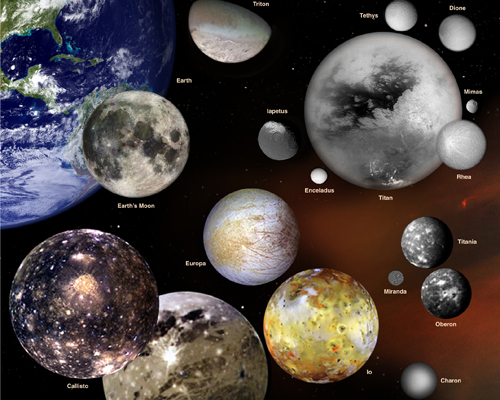 Triton
Tethys
Dione
Earth
Mimas
Iapetus
Rhea
Enceladus
Titan
Earth's Moon
Titania
Europa
Miranda
Oberon
Io
Charon
Callisto